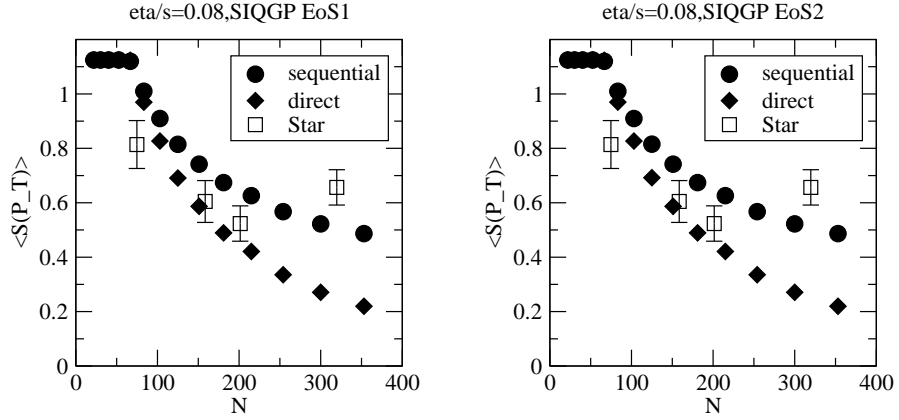 eta/s=0.08,SIQGP EoS1
sequential
direct
Star
<S(P_T)>
1
0.8
0.6
0.4
0.2
0
0 100 200 300 400
N
eta/s=0.08,SIQGP EoS2
sequential
direct
Star
<S(P_T)>
1
0.8
0.6
0.4
0.2
0
0 100 200 300 400
N